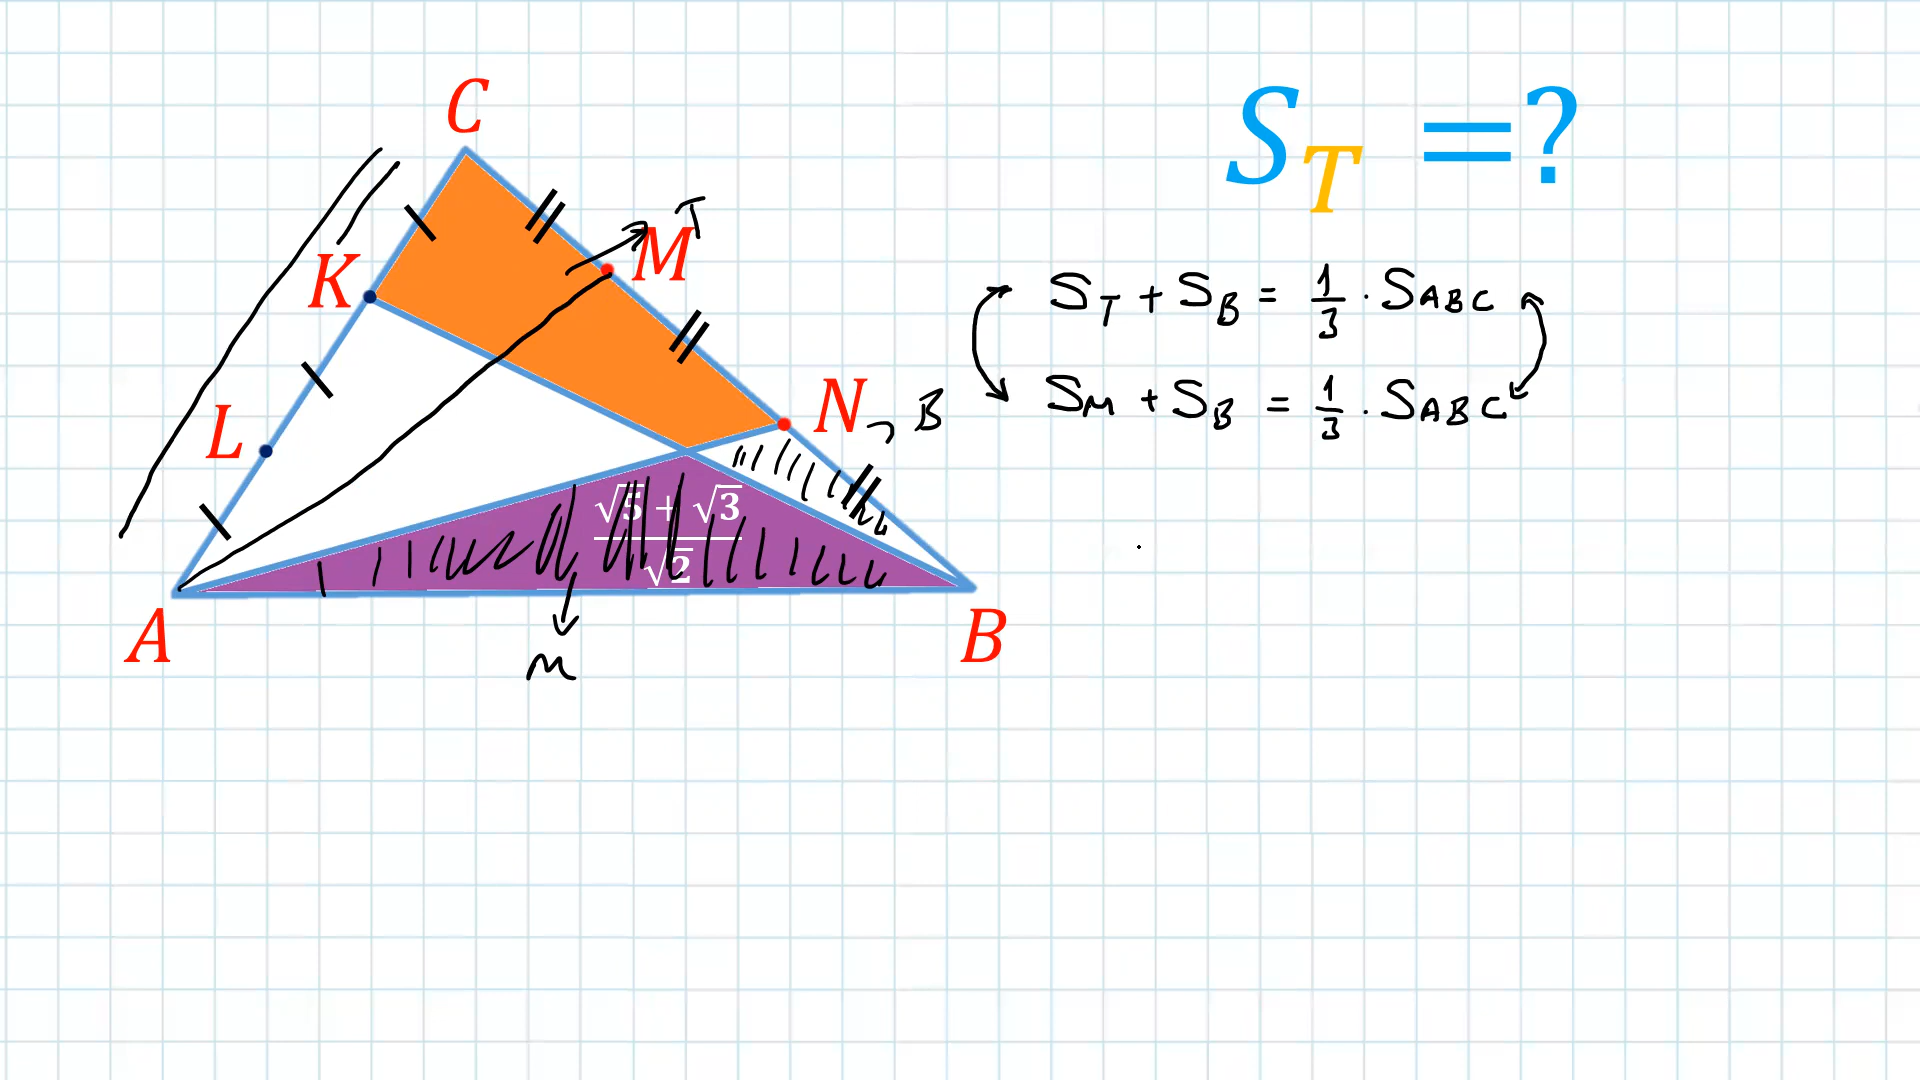 C
S_T =?
T
M
K
S_T + S_B = 1/3 · S_ABC
L
N
B
S_M + S_B = 1/3 · S_ABC
(√5 + √3)/√2
A
B
M